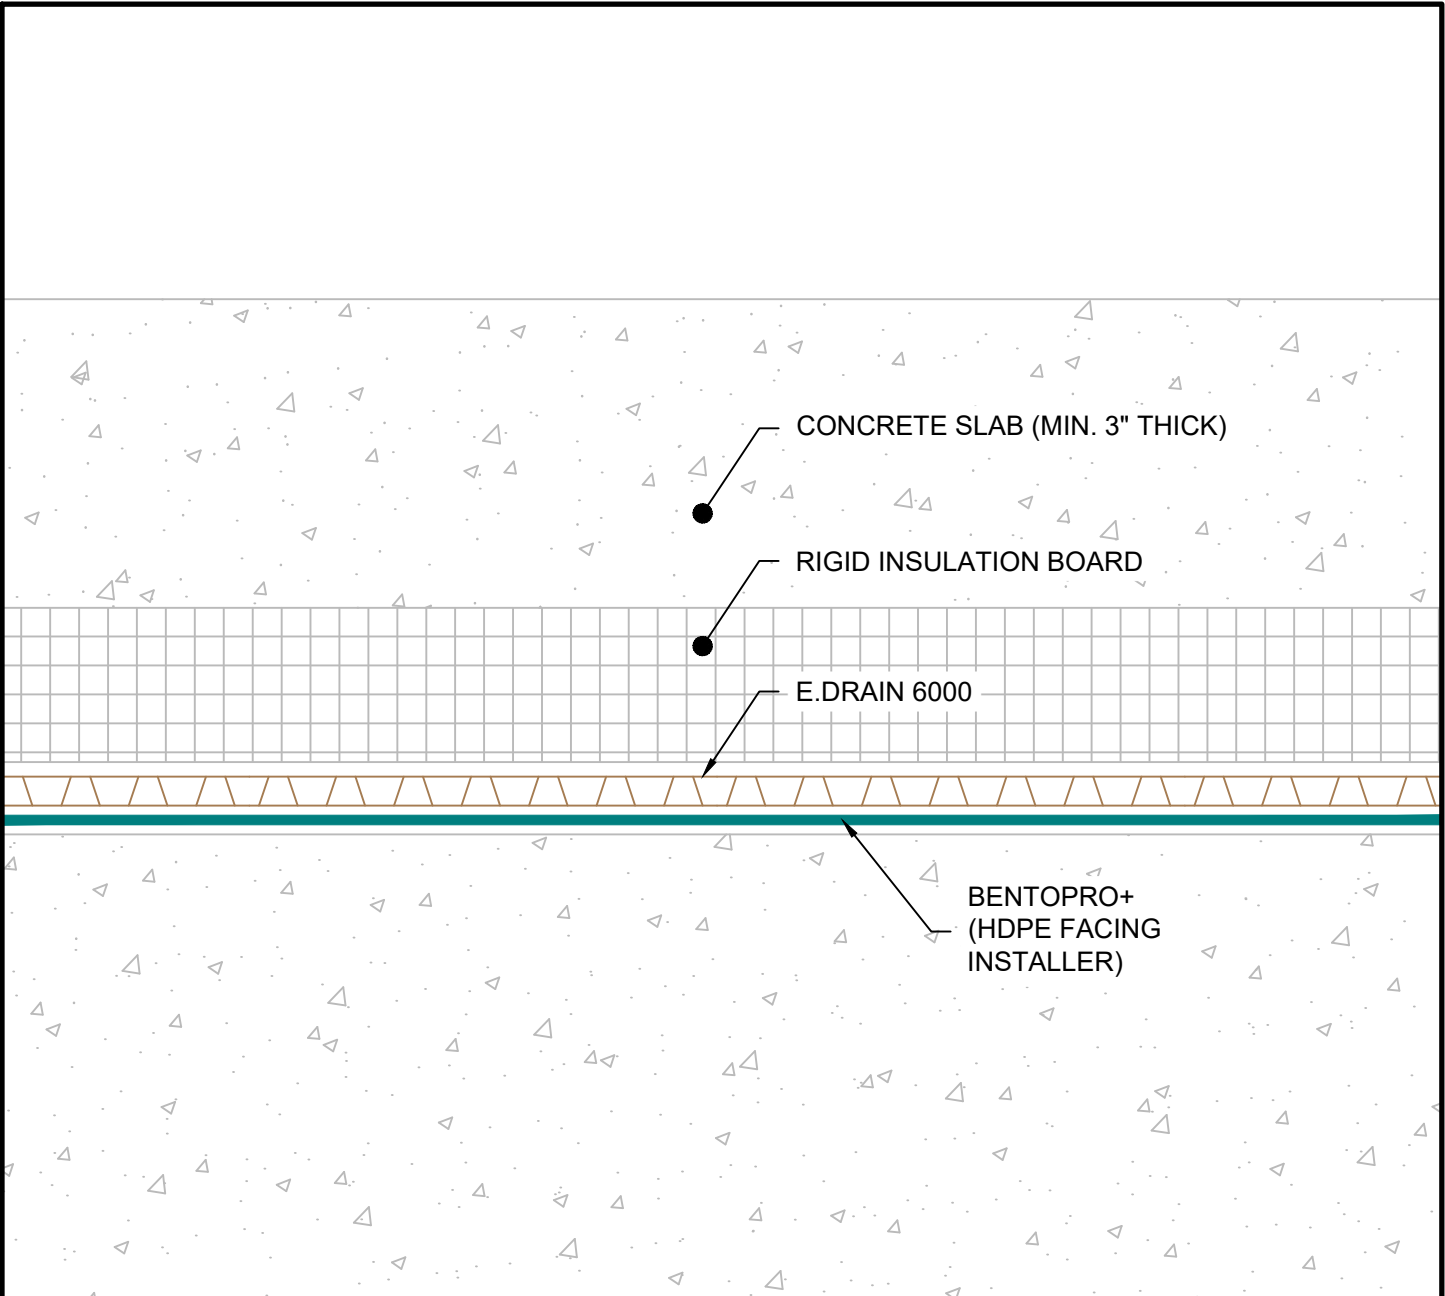 CONCRETE SLAB (MIN. 3" THICK)
RIGID INSULATION BOARD
E.DRAIN 6000
BENTOPRO+
(HDPE FACING
INSTALLER)